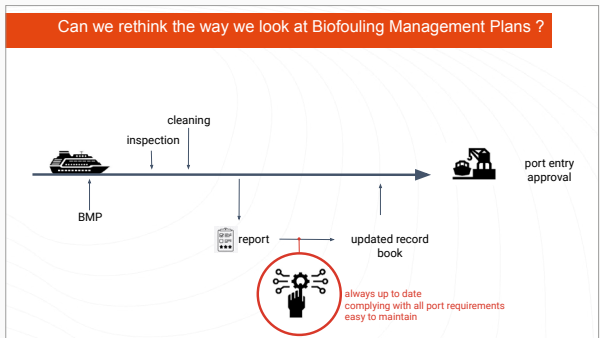 Can we rethink the way we look at Biofouling Management Plans ?
cleaning
inspection
port entry
approval
BMP
report
updated record
book
always up to date
complying with all port requirements
easy to maintain